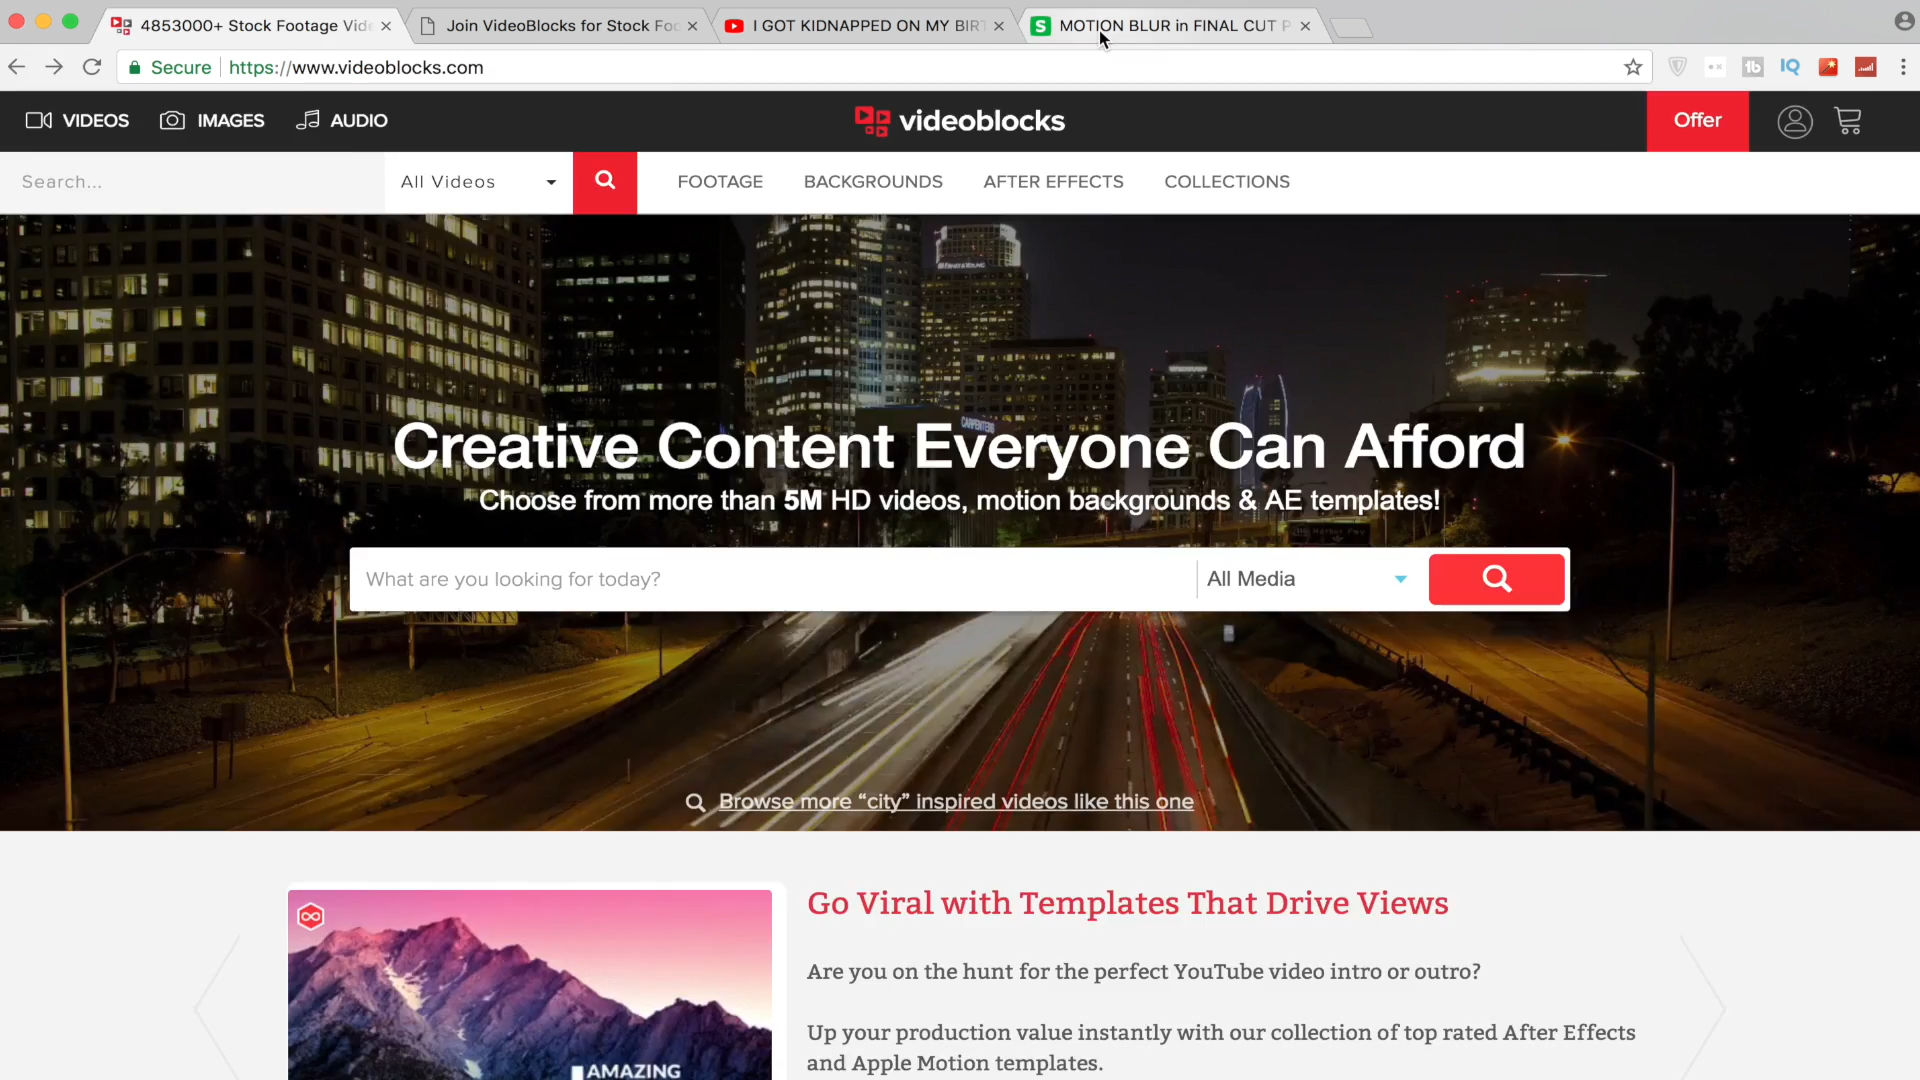 4853000+ Stock Footage Vide
Join VideoBlocks for Stock Foo
I GOT KIDNAPPED ON MY BIRT
MOTION BLUR in FINAL CUT P
Secure
https://www.videoblocks.com
VIDEOS
IMAGES
AUDIO
videoblocks
Offer
Search...
All Videos
FOOTAGE
BACKGROUNDS
AFTER EFFECTS
COLLECTIONS
CARPENTERS
Creative Content Everyone Can Afford
Choose from more than 5M HD videos, motion backgrounds & AE templates!
What are you looking for today?
All Media
Browse more “city” inspired videos like this one
Go Viral with Templates That Drive Views
Are you on the hunt for the perfect YouTube video intro or outro?
Up your production value instantly with our collection of top rated After Effects
and Apple Motion templates.
AMAZING